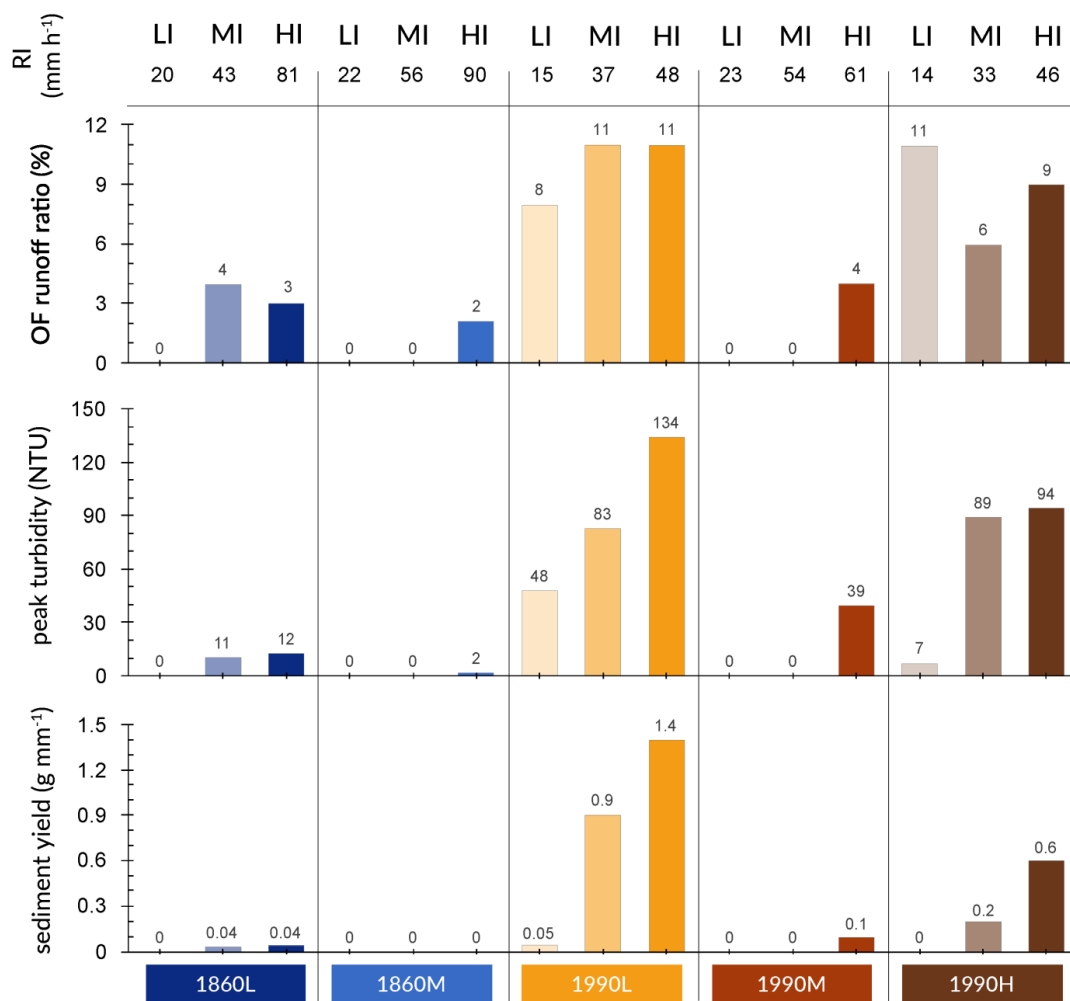 RI
(mm h⁻¹)
LI MI HI LI MI HI LI MI HI LI MI HI LI MI HI
20 43 81 22 56 90 15 37 48 23 54 61 14 33 46
OF runoff ratio (%)
12
9
6
3
0
0 4 3 0 0 2 8 11 11 0 0 4 11 6 9
peak turbidity (NTU)
150
120
90
60
30
0
0 11 12 0 0 2 48 83 134 0 0 39 7 89 94
sediment yield (g mm⁻¹)
1.5
1.2
0.9
0.6
0.3
0
0 0.04 0.04 0 0 0 0.05 0.9 1.4 0 0 0.1 0 0.2 0.6
1860L 1860M 1990L 1990M 1990H